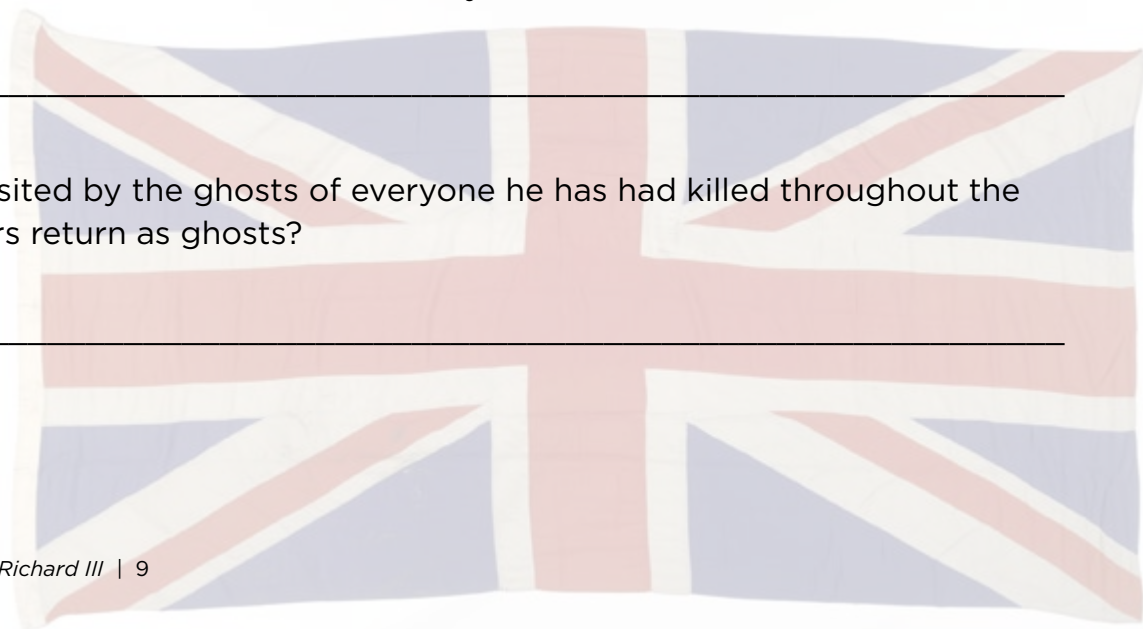 sited by the ghosts of everyone he has had killed throughout the
rs return as ghosts?
Richard III | 9